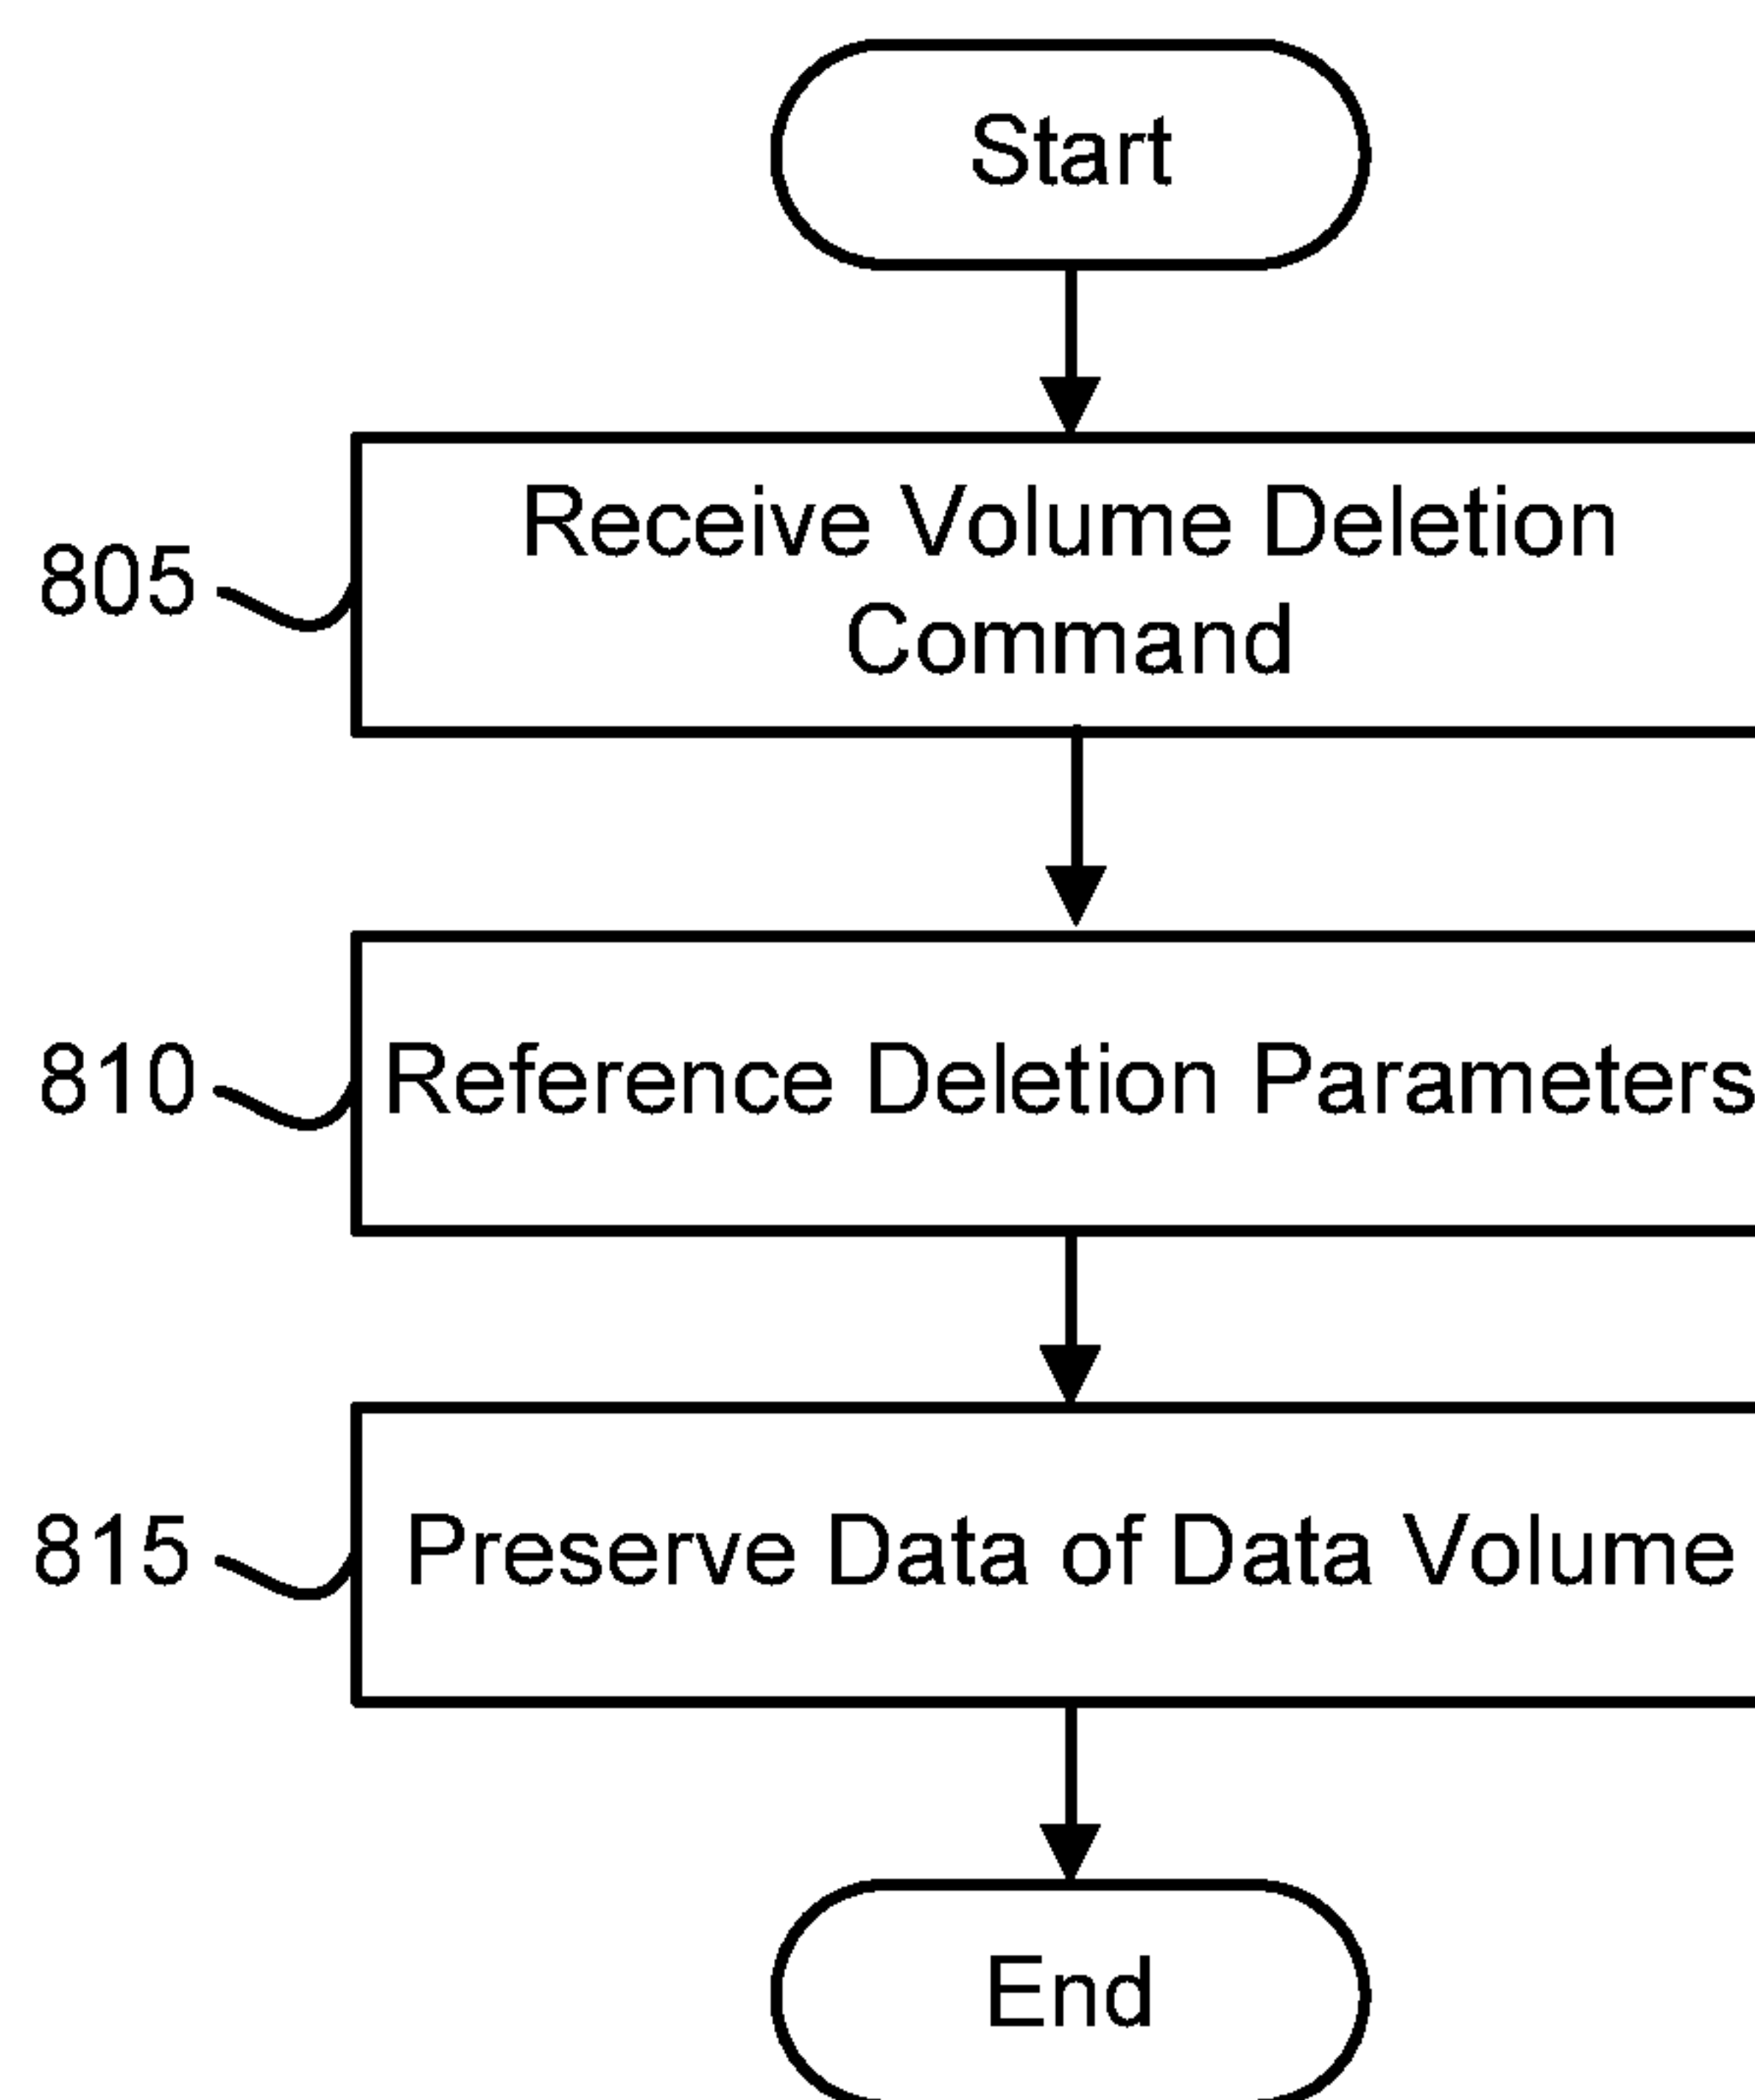 Start
Receive Volume Deletion
Command
805
810
Reference Deletion Parameters
815
Preserve Data of Data Volume
End